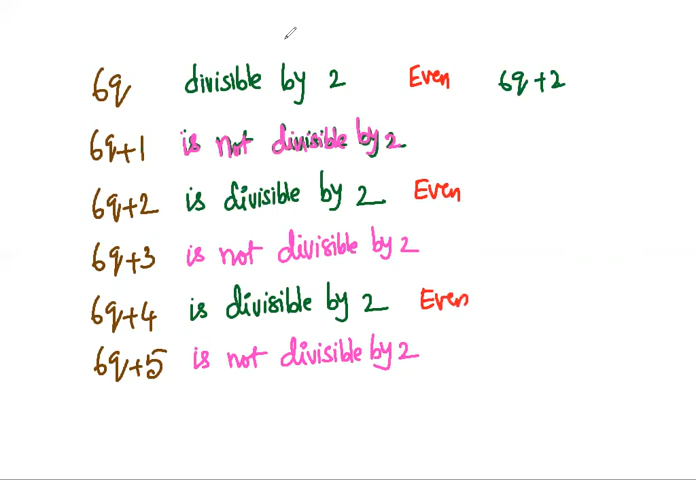 6q divisible by 2 Even 6q+2
6q+1 is not divisible by 2
6q+2 is divisible by 2 Even
6q+3 is not divisible by 2
6q+4 is divisible by 2 Even
6q+5 is not divisible by 2